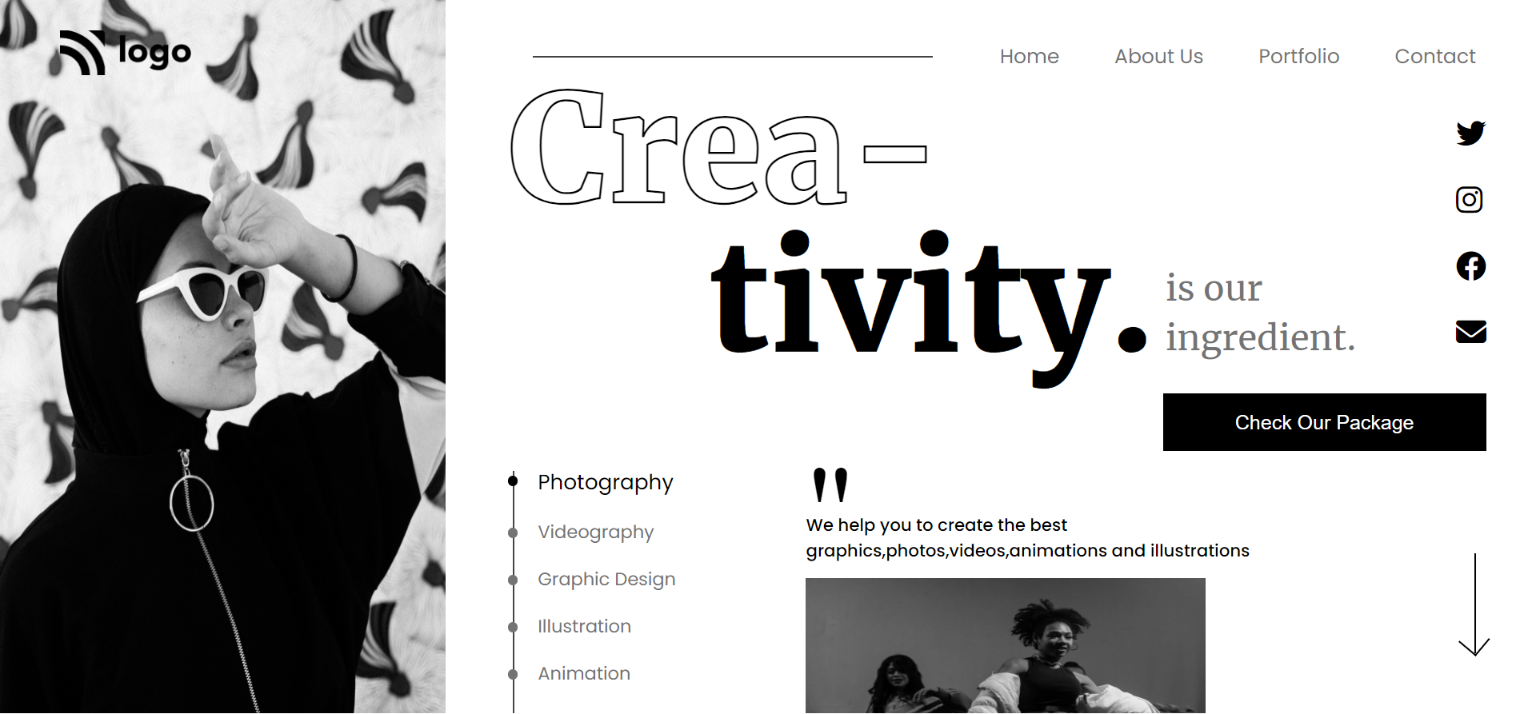 logo
Home About Us Portfolio Contact
Crea-
tivity.
is our
ingredient.
Check Our Package
Photography
Videography
Graphic Design
Illustration
Animation
"
We help you to create the best
graphics,photos,videos,animations and illustrations